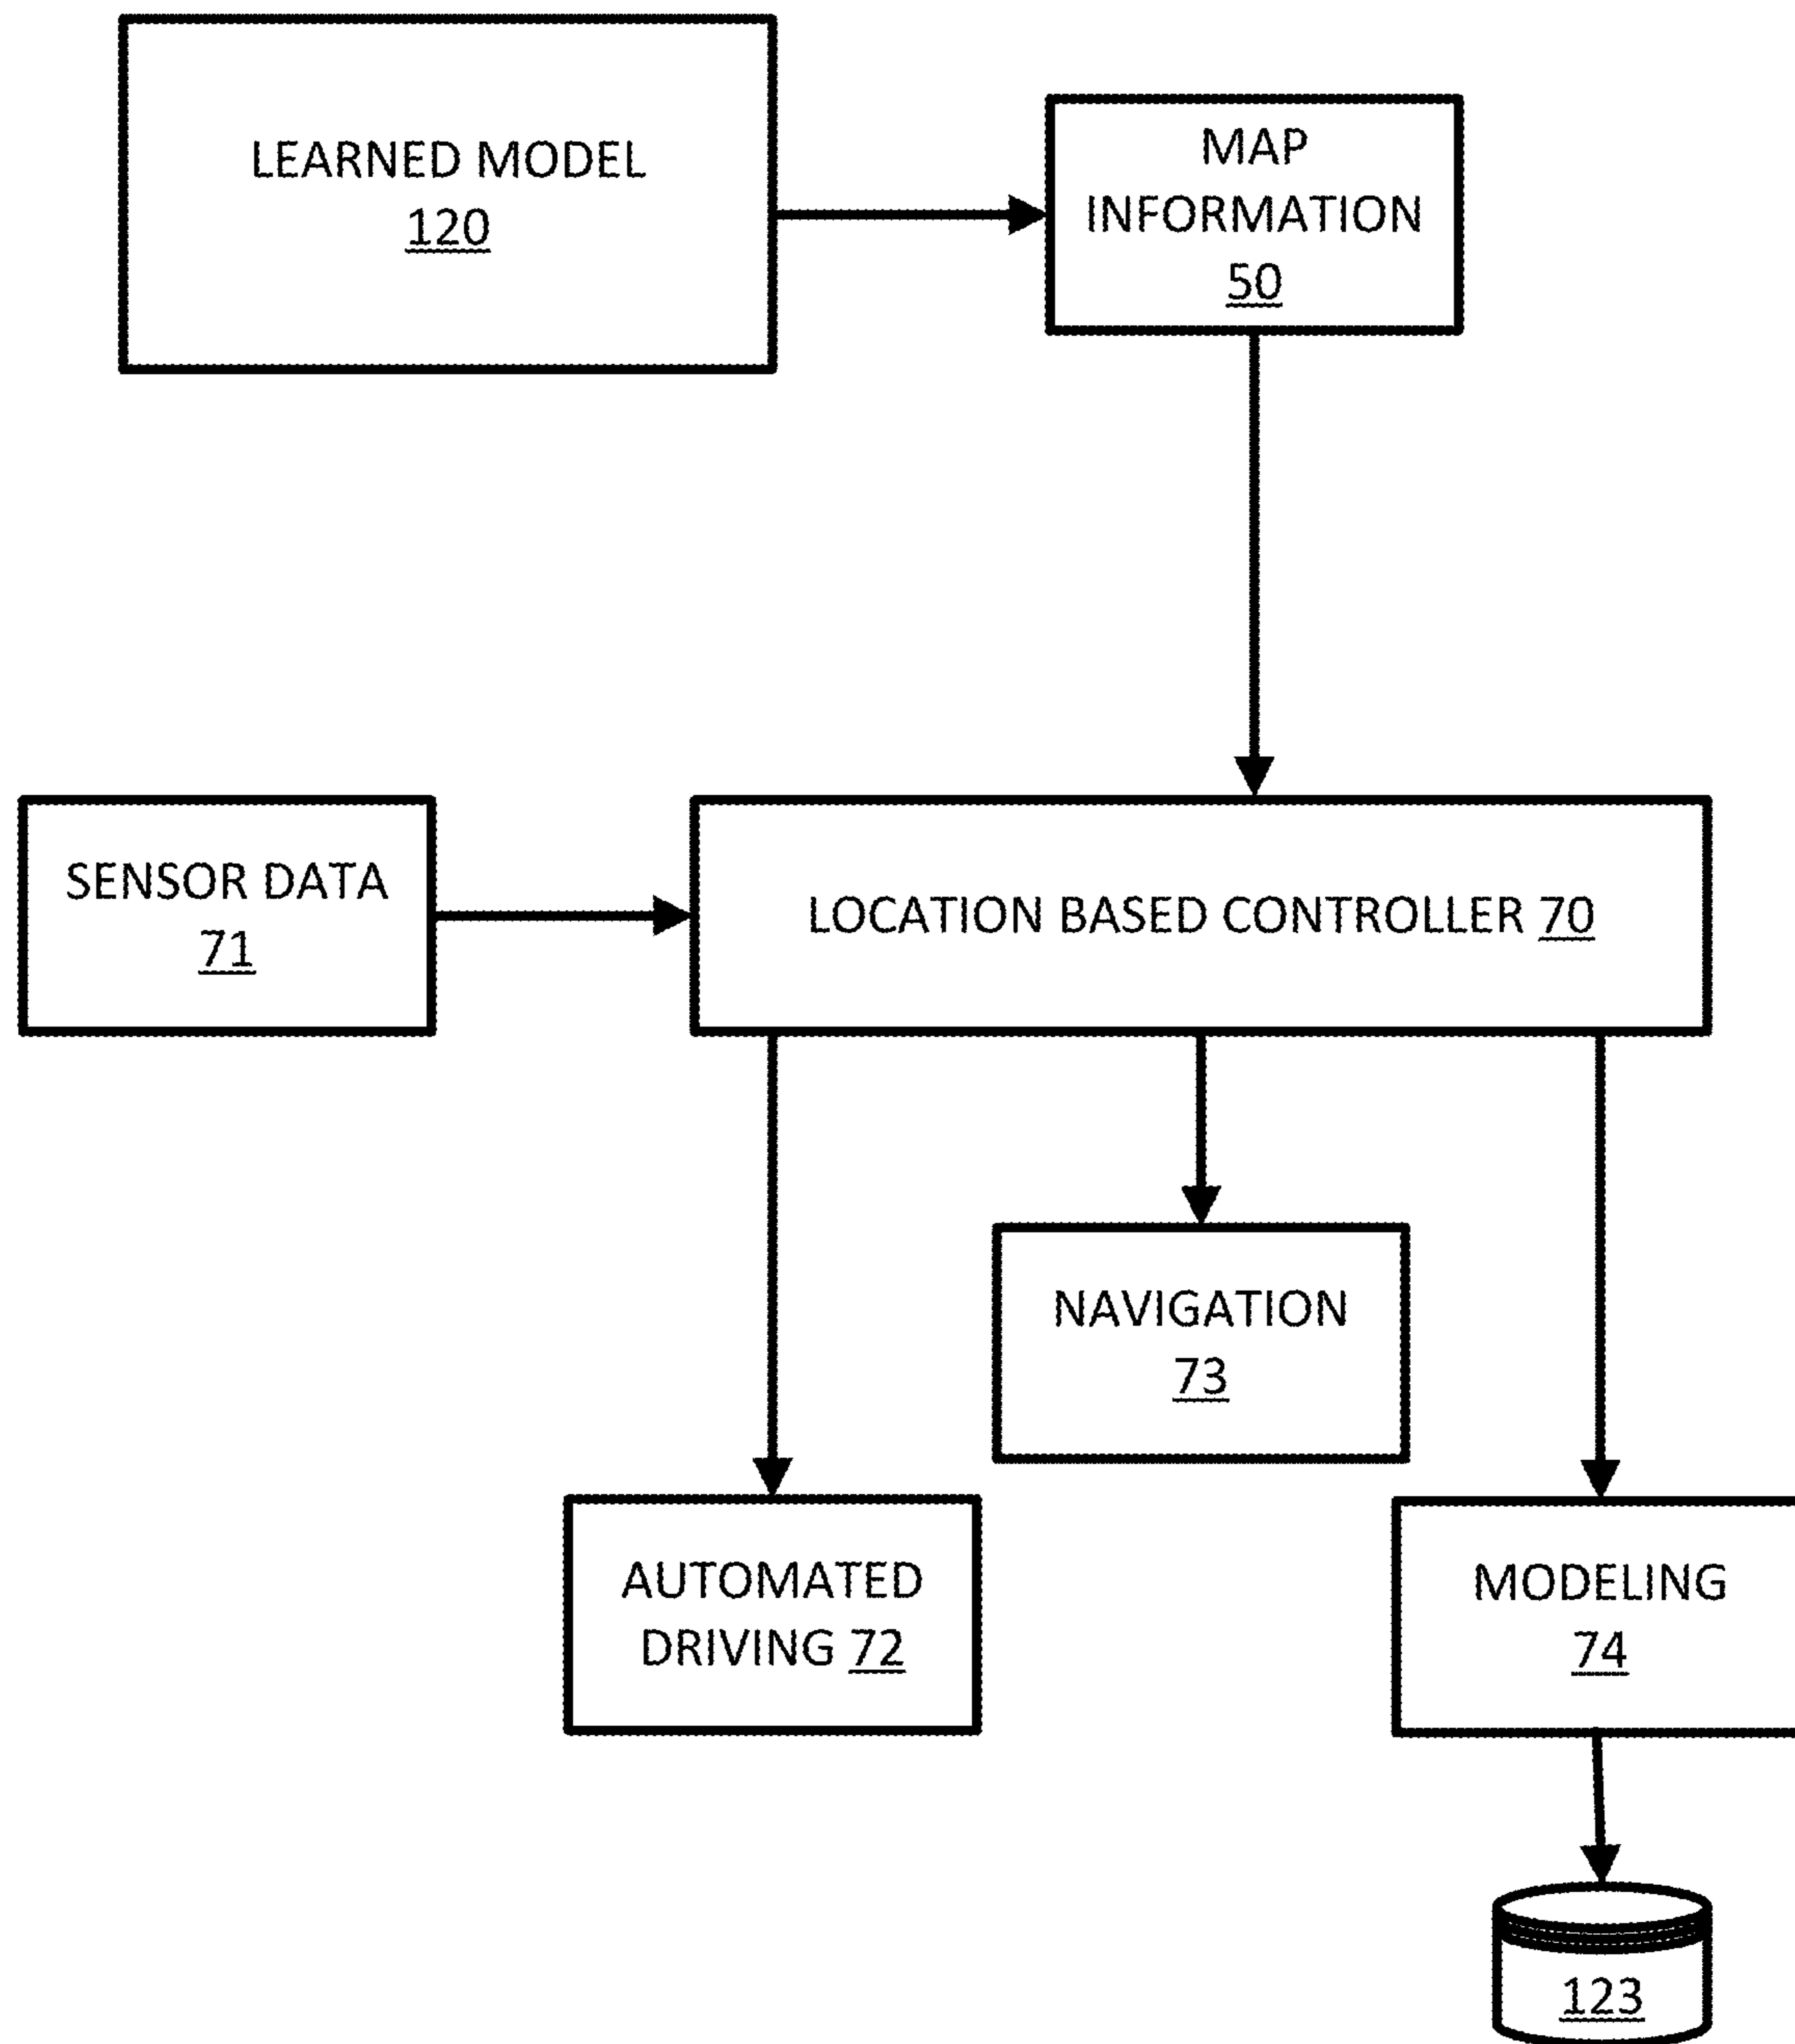 LEARNED MODEL
120
MAP
INFORMATION
50
SENSOR DATA
71
LOCATION BASED CONTROLLER 70
NAVIGATION
73
AUTOMATED
DRIVING 72
MODELING
74
123